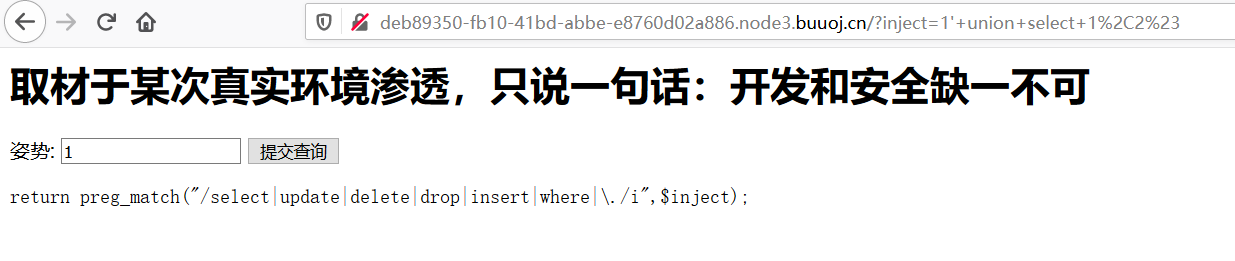 deb89350-fb10-41bd-abbe-e8760d02a886.node3.buuoj.cn/?inject=1'+union+select+1%2C2%23
取材于某次真实环境渗透，只说一句话：开发和安全缺一不可
姿势: 1 提交查询
return preg_match("/select|update|delete|drop|insert|where|\./i",$inject);